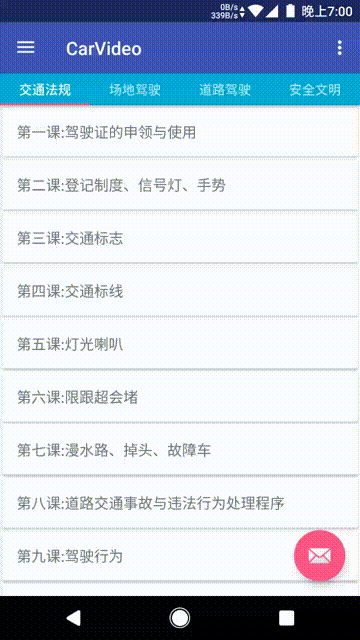 0B/s
339B/s
晚上7:00
CarVideo
交通法规 场地驾驶 道路驾驶 安全文明
第一课:驾驶证的申领与使用
第二课:登记制度、信号灯、手势
第三课:交通标志
第四课:交通标线
第五课:灯光喇叭
第六课:限跟超会堵
第七课:漫水路、掉头、故障车
第八课:道路交通事故与违法行为处理程序
第九课:驾驶行为